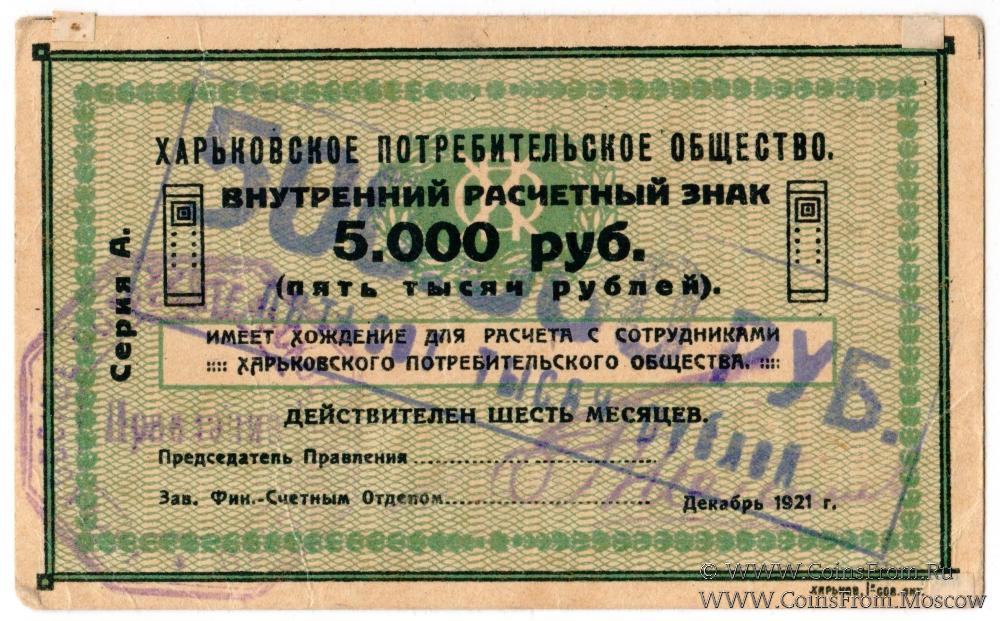 ХАРЬКОВСКОЕ ПОТРЕБИТЕЛЬСКОЕ ОБЩЕСТВО.
ВНУТРЕННИЙ РАСЧЕТНЫЙ ЗНАК
5.000 руб.
(пять тысяч рублей).
Серия А.
ИМЕЕТ ХОЖДЕНИЕ ДЛЯ РАСЧЕТА С СОТРУДНИКАМИ
:::: ХАРЬКОВСКОГО ПОТРЕБИТЕЛЬСКОГО ОБЩЕСТВА. ::::
ДЕЙСТВИТЕЛЕН ШЕСТЬ МЕСЯЦЕВ.
Председатель Правления
Зав. Фин.-Счетным Отделом
Декабрь 1921 г.
РУБ.
тысяч рублей
© www.CoinsFrom.Ru
www.CoinsFrom.Moscow